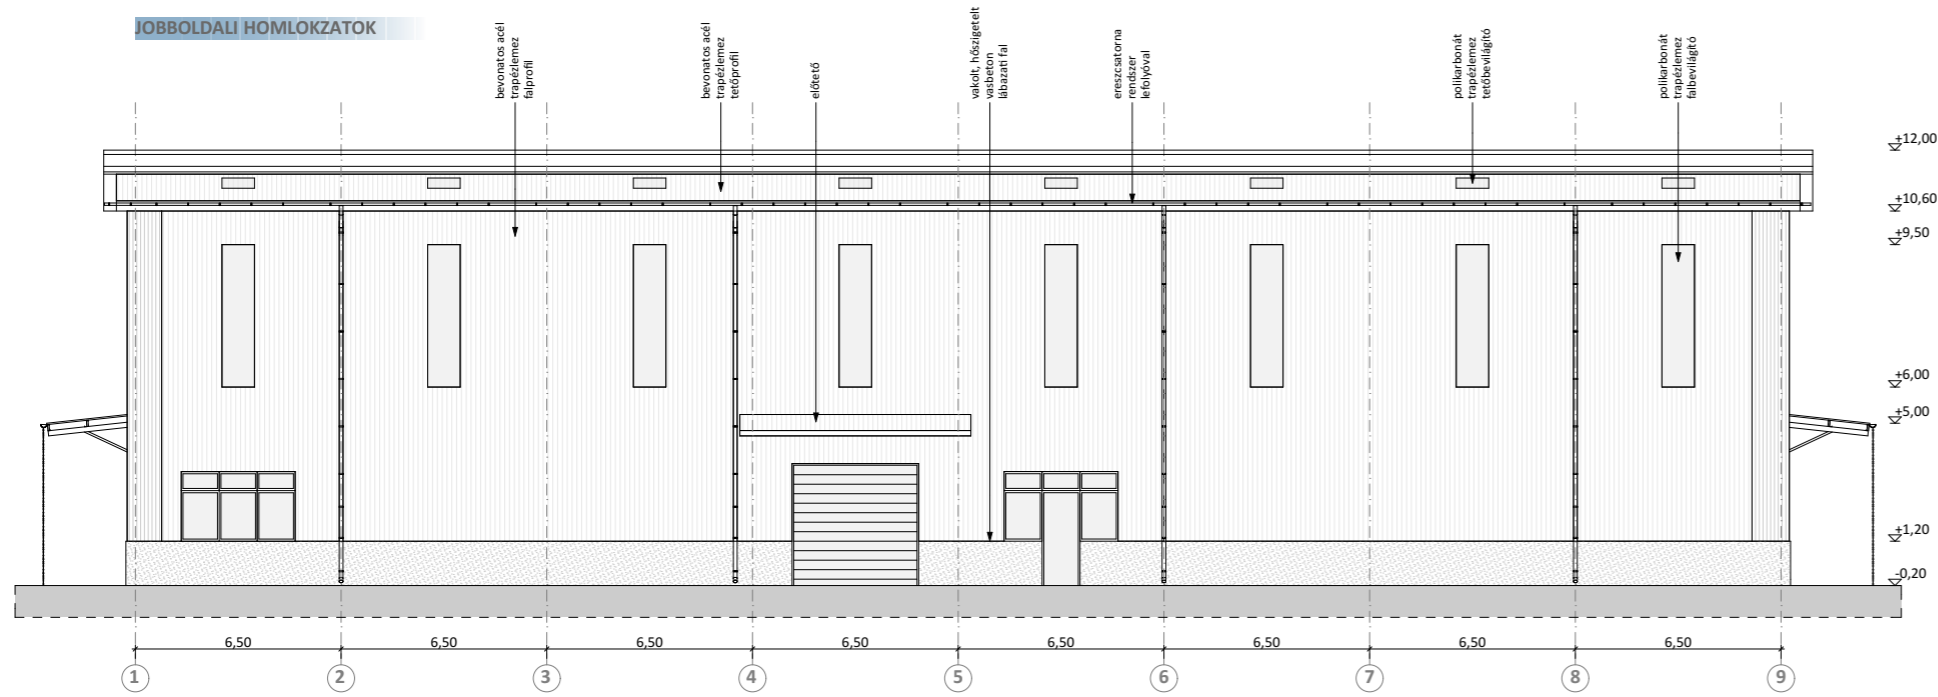 JOBBOLDALI HOMLOKZATOK
bevonatos acél
trapézlemez
falprofil
bevonatos acél
trapézlemez
tetőprofil
előtető
vakolt, hőszigetelt
vasbeton
lábazati fal
ereszcsatorna
rendszer
lefolyóval
polikarbonát
trapézlemez
tetőbevilágító
polikarbonát
trapézlemez
falbevilágító
+12,00
+10,60
+9,50
+6,00
+5,00
+1,20
-0,20
6,50 6,50 6,50 6,50 6,50 6,50 6,50 6,50
1 2 3 4 5 6 7 8 9